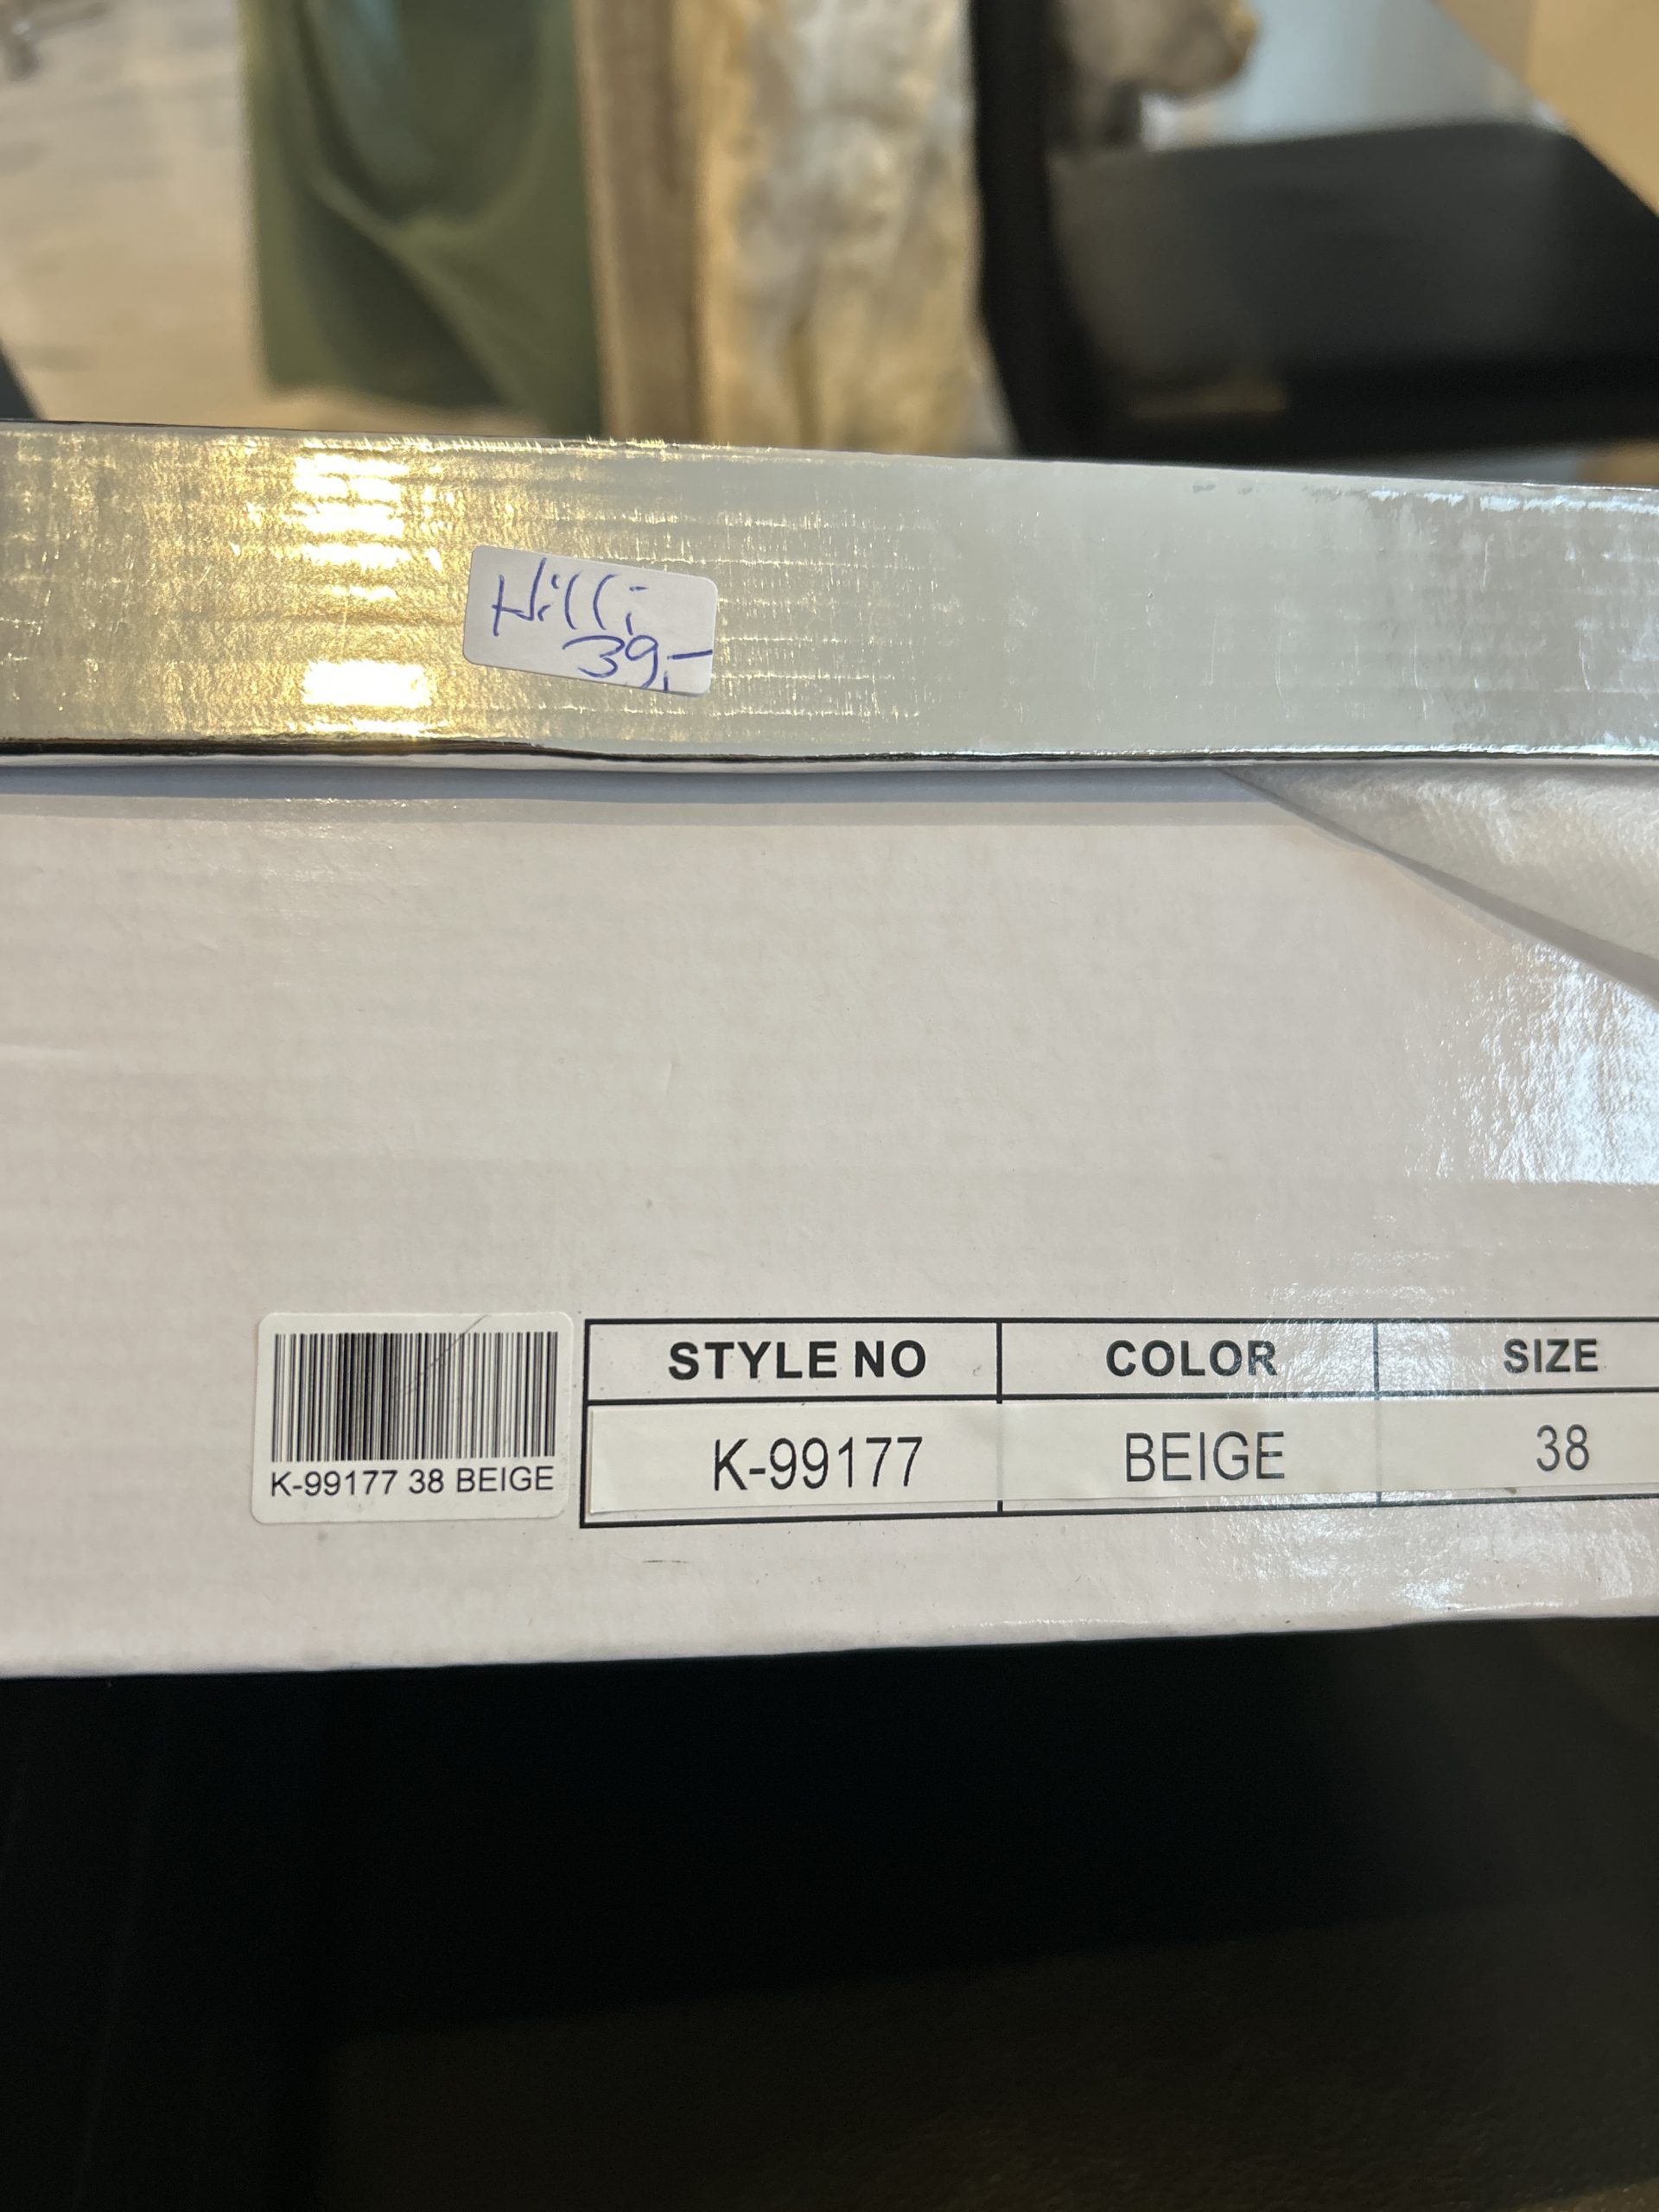 Hilli
39,-
K-99177 38 BEIGE
STYLE NO COLOR SIZE
K-99177 BEIGE 38